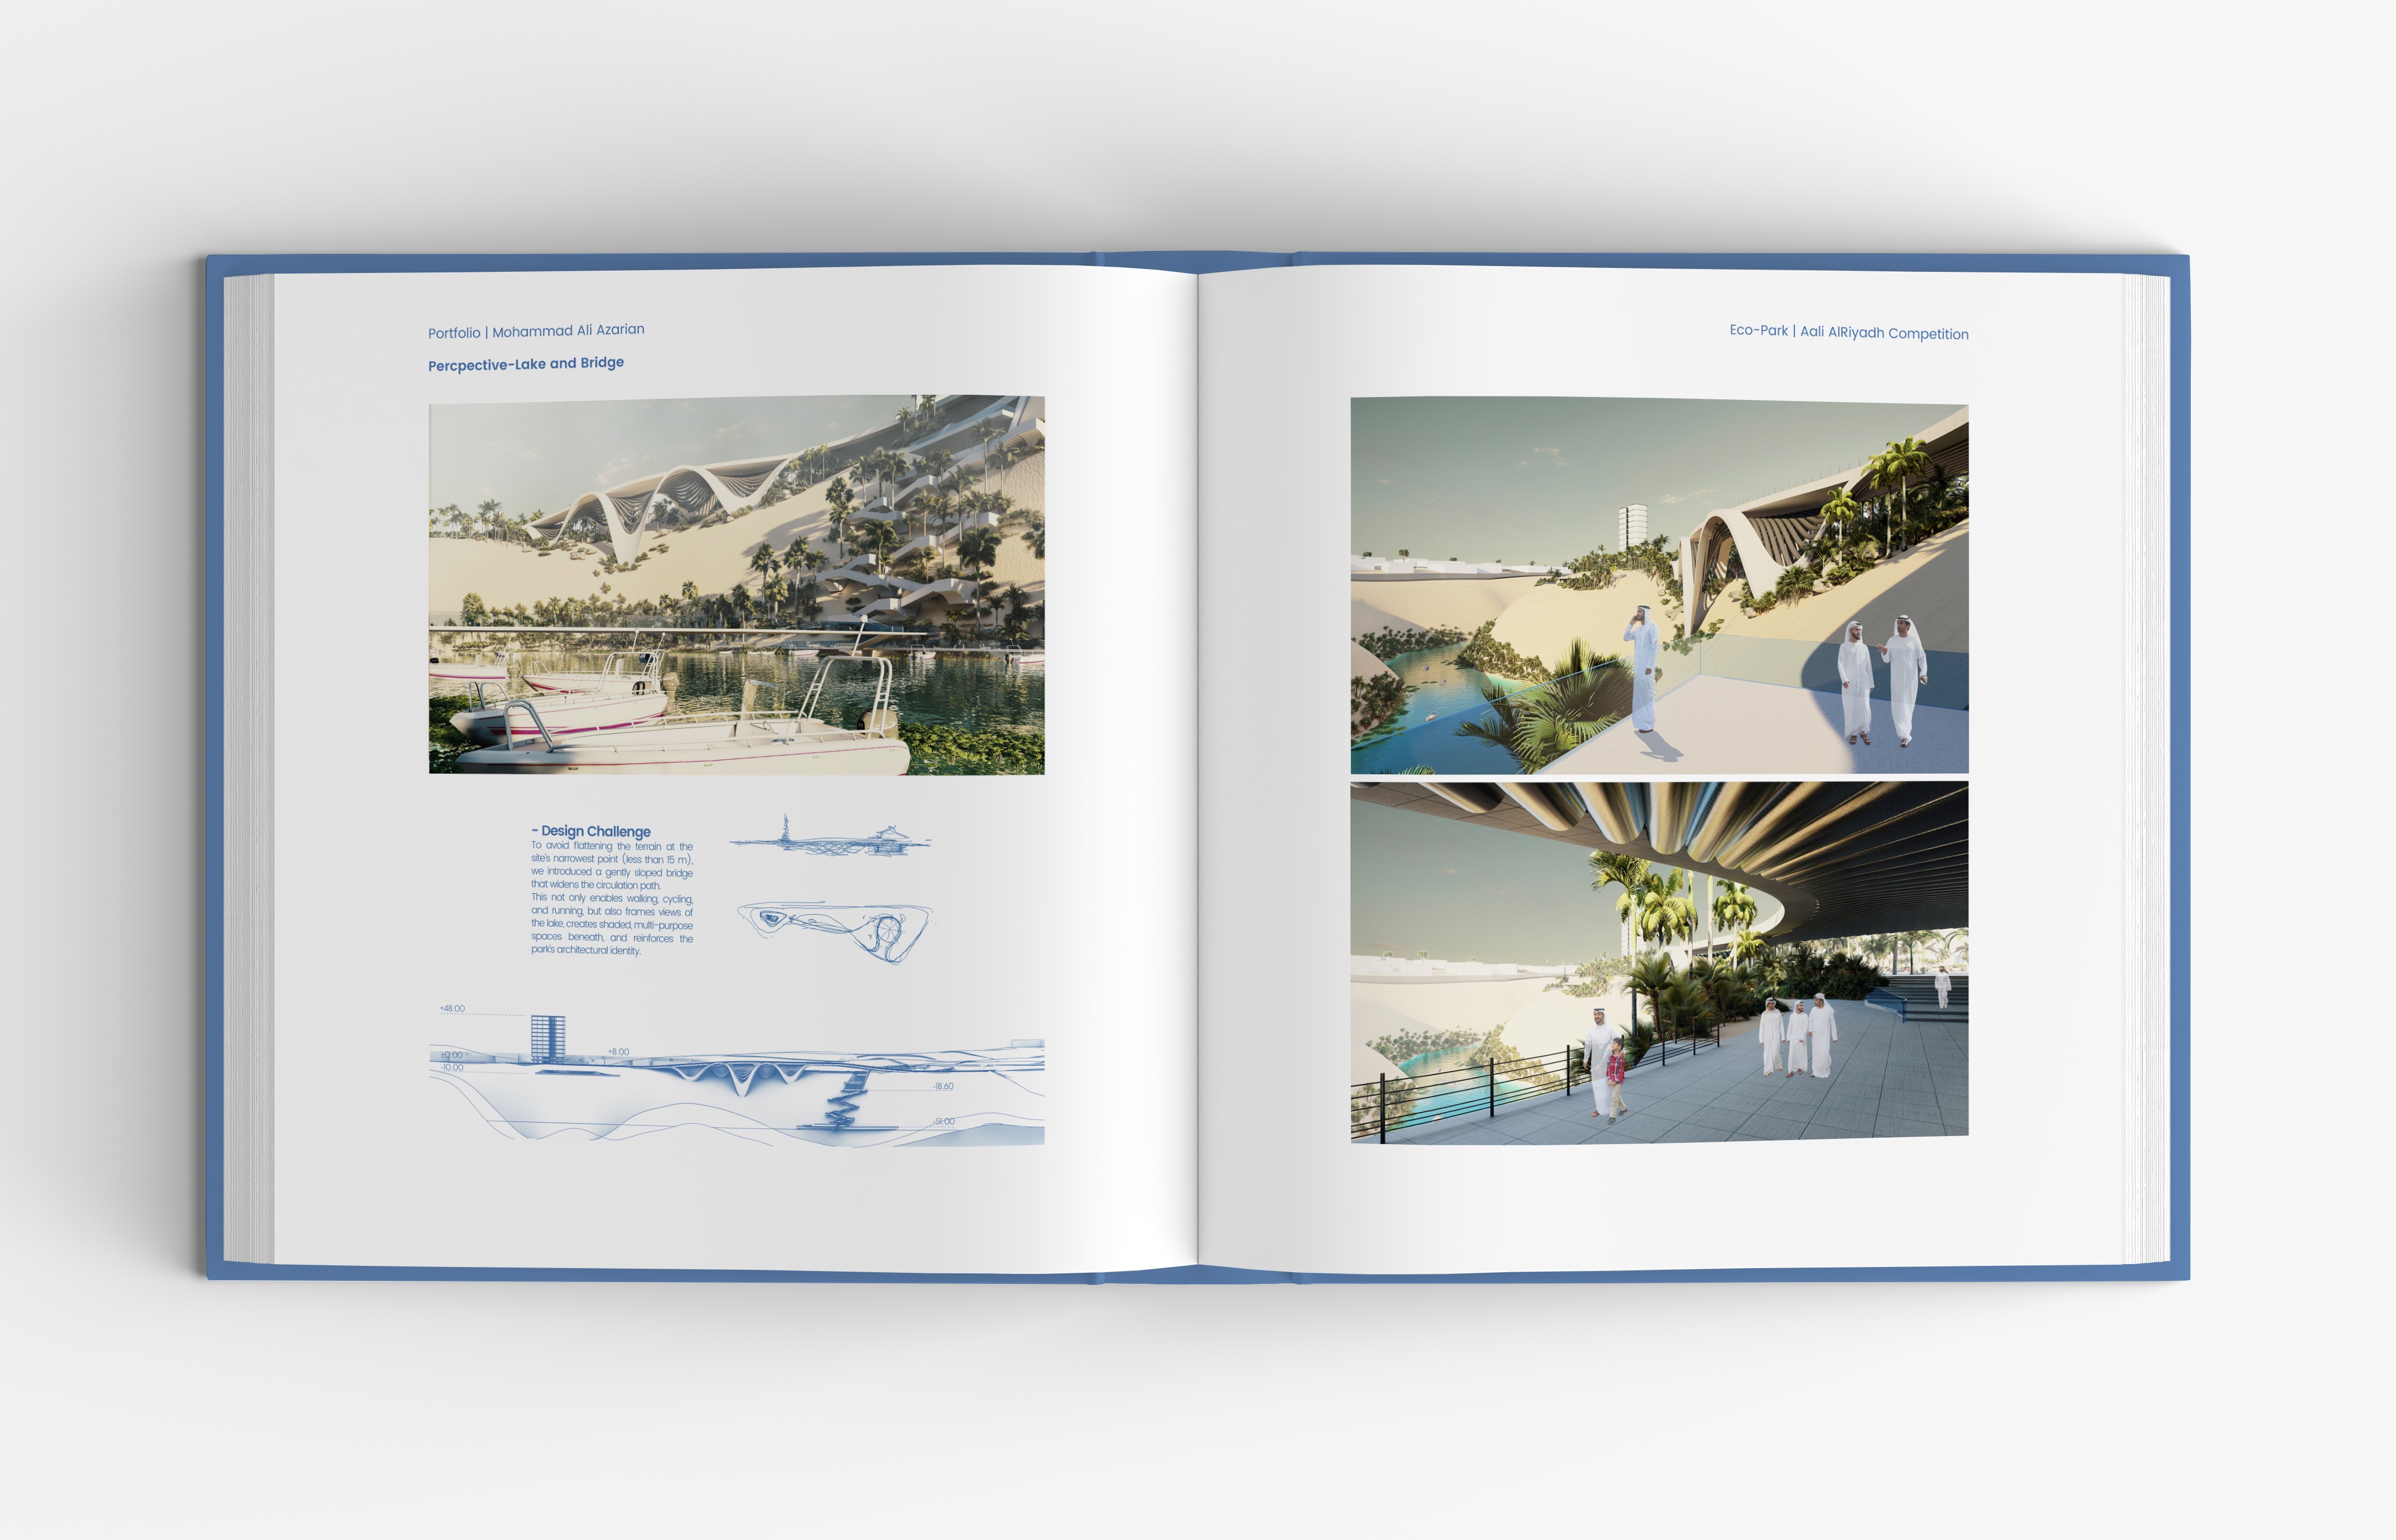 Portfolio | Mohammad Ali Azarian
Percpective-Lake and Bridge
- Design Challenge
To avoid flattening the terrain at the
site's narrowest point (less than 15 m),
we introduced a gently sloped bridge
that widens the circulation path.
This not only enables walking, cycling,
and running, but also frames views of
the lake, creates shaded, multi-purpose
spaces beneath, and reinforces the
park's architectural identity.
+48.00
+8.00
±0.00
-10.00
-18.60
-51.00
Eco-Park | Aali AlRiyadh Competition